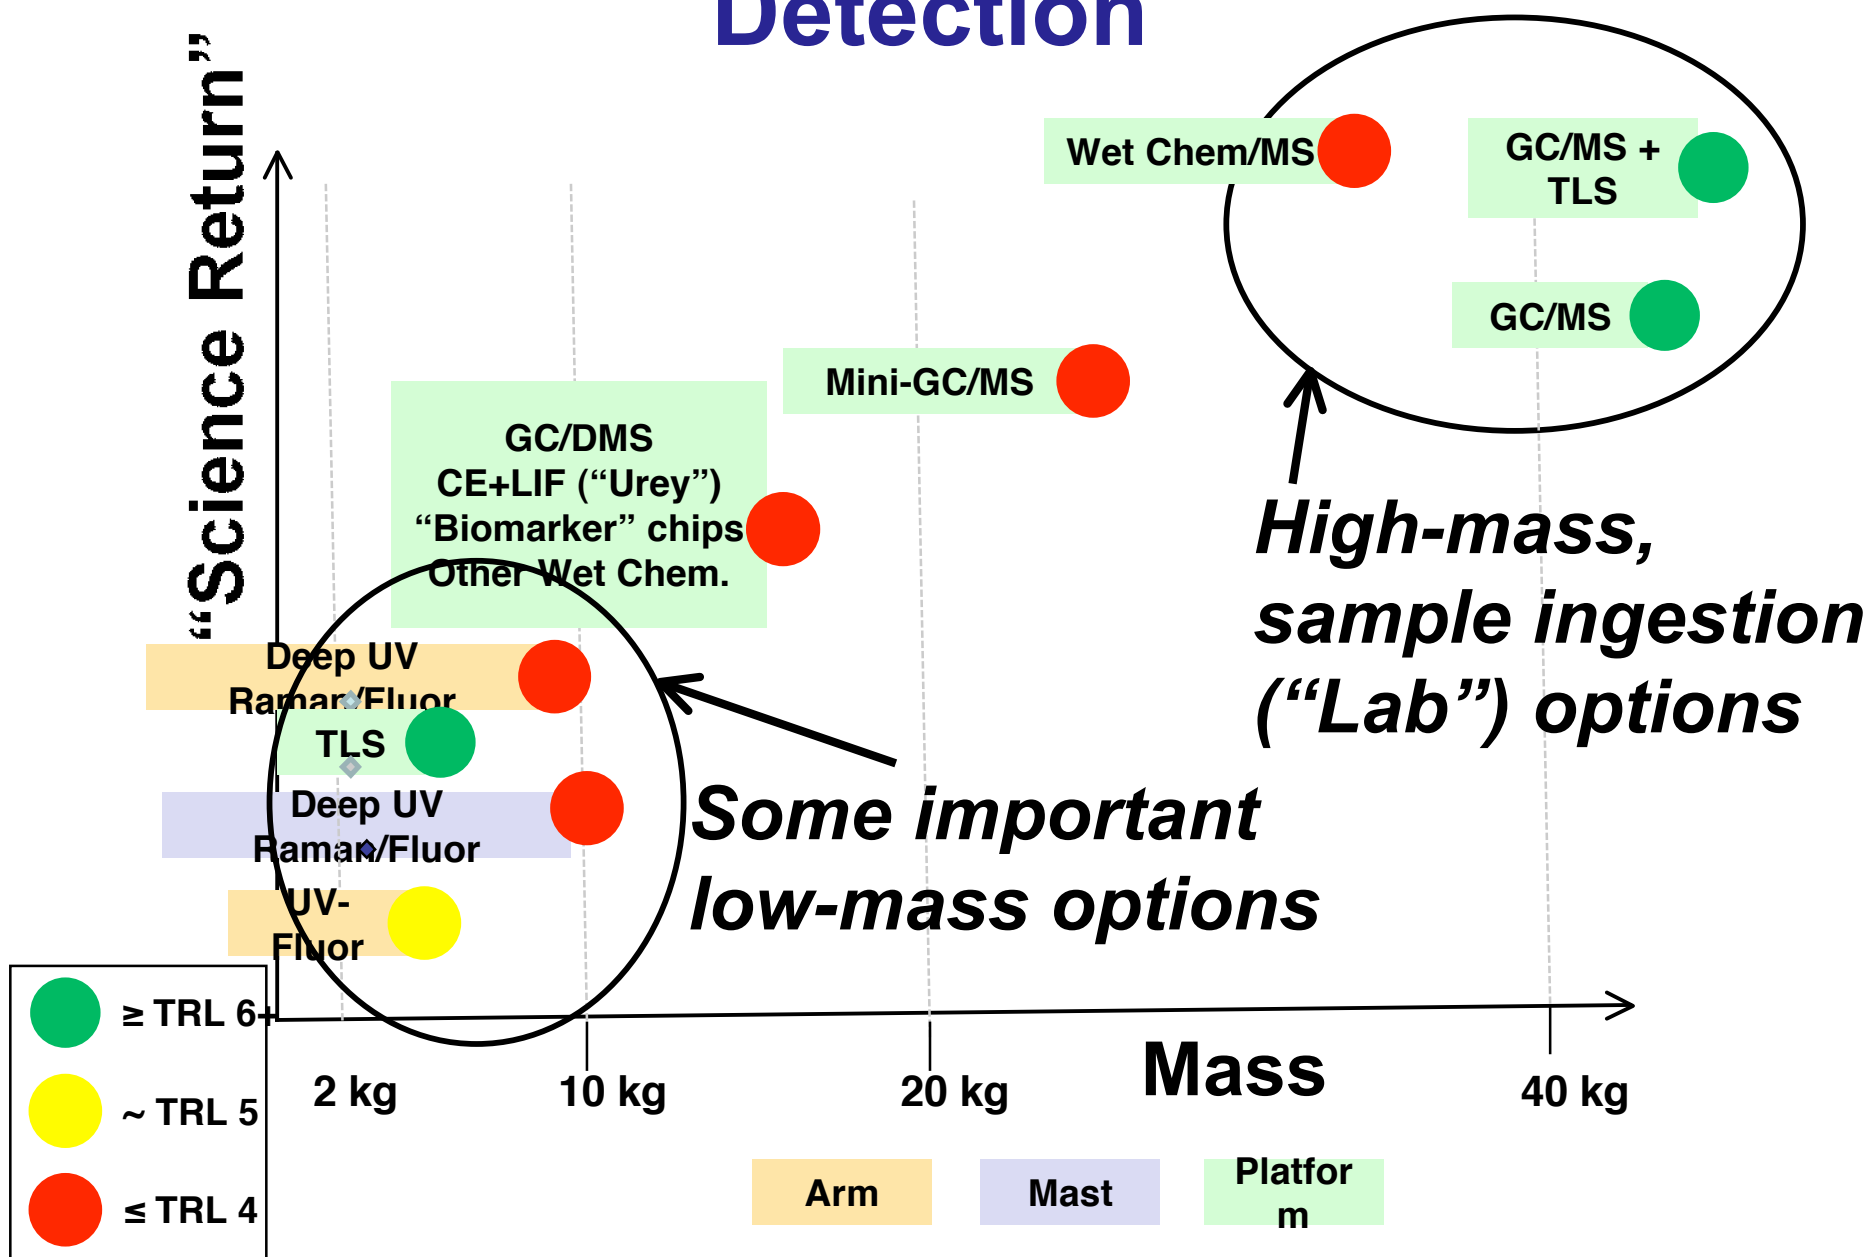 Detection
“Science Return”
Wet Chem/MS
GC/MS +
TLS
GC/MS
Mini-GC/MS
GC/DMS
CE+LIF (“Urey”)
“Biomarker” chips
Other Wet Chem.
High-mass,
sample ingestion
(“Lab”) options
Deep UV
Raman/Fluor
TLS
Deep UV
Raman/Fluor
UV-
Fluor
Some important
low-mass options
≥ TRL 6+
~ TRL 5
≤ TRL 4
2 kg
10 kg
20 kg
Mass
40 kg
Arm
Mast
Platfor
m